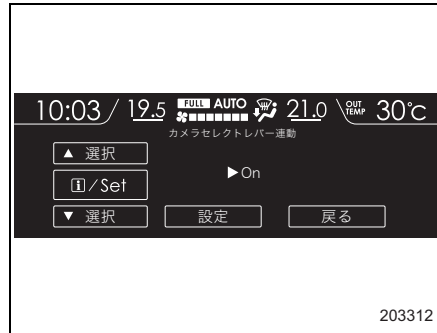 10:03 19.5 FULL AUTO 21.0 OUT TEMP 30℃
カメラセレクトレバー連動
▲ 選択
i/Set
▶On
▼ 選択 設定 戻る
203312